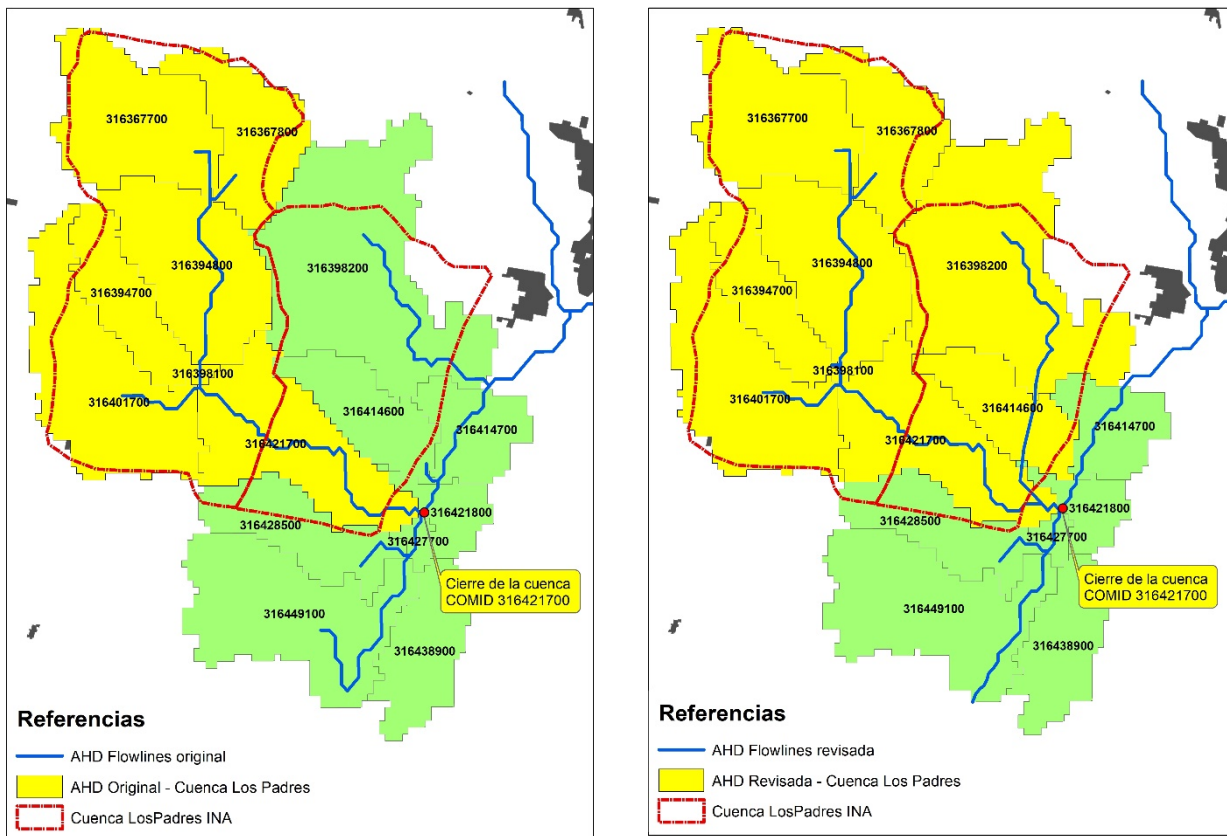 316367700
316367800
316394800
316398200
316394700
316398100
316401700
316414600
316414700
316421700
316428500
316421800
316427700
Cierre de la cuenca
COMID 316421700
316449100
316438900
Referencias
AHD Flowlines original
AHD Original - Cuenca Los Padres
Cuenca LosPadres INA
316367700
316367800
316394800
316398200
316394700
316398100
316401700
316414600
316414700
316421700
316428500
316421800
316427700
Cierre de la cuenca
COMID 316421700
316449100
316438900
Referencias
AHD Flowlines revisada
AHD Revisada - Cuenca Los Padres
Cuenca LosPadres INA